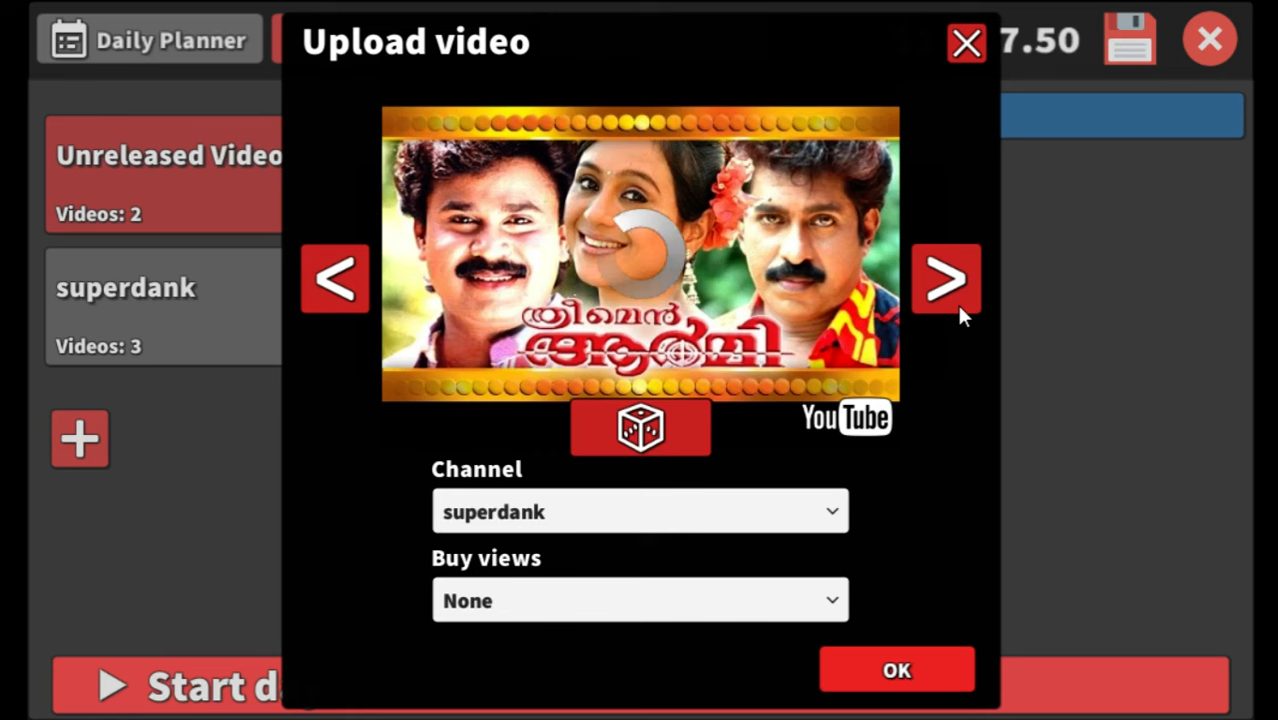 Daily Planner
Upload video
7.50
Unreleased Video
Videos: 2
superdank
Videos: 3
ത്രീമെൻ
ആർമ്മി
YouTube
Channel
superdank
Buy views
None
OK
Start d